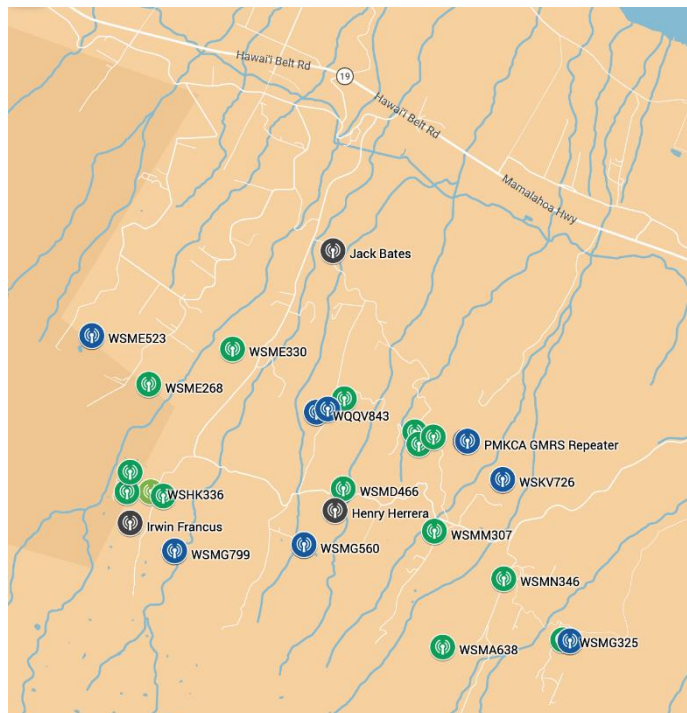 Hawai'i Belt Rd
19
Hawai'i Belt Rd
Mamalahoa Hwy
Jack Bates
WSME523
WSME330
WSME268
WQQV843
PMKCA GMRS Repeater
WSKV726
WSHK336
WSMD466
Henry Herrera
Irwin Francus
WSMM307
WSMG799
WSMG560
WSMN346
WSMA638
WSMG325